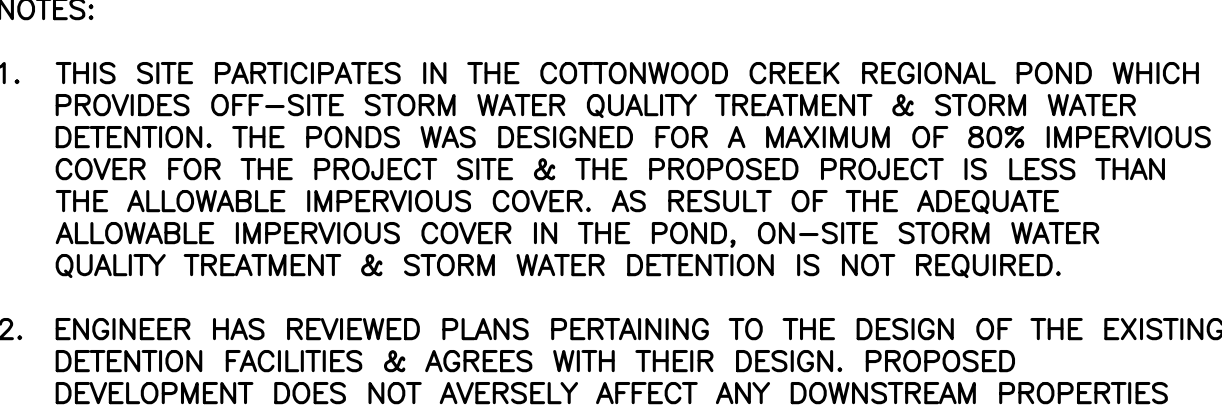 NOTES:
1. THIS SITE PARTICIPATES IN THE COTTONWOOD CREEK REGIONAL POND WHICH
PROVIDES OFF-SITE STORM WATER QUALITY TREATMENT & STORM WATER
DETENTION. THE PONDS WAS DESIGNED FOR A MAXIMUM OF 80% IMPERVIOUS
COVER FOR THE PROJECT SITE & THE PROPOSED PROJECT IS LESS THAN
THE ALLOWABLE IMPERVIOUS COVER. AS RESULT OF THE ADEQUATE
ALLOWABLE IMPERVIOUS COVER IN THE POND, ON-SITE STORM WATER
QUALITY TREATMENT & STORM WATER DETENTION IS NOT REQUIRED.
2. ENGINEER HAS REVIEWED PLANS PERTAINING TO THE DESIGN OF THE EXISTING
DETENTION FACILITIES & AGREES WITH THEIR DESIGN. PROPOSED
DEVELOPMENT DOES NOT AVERSELY AFFECT ANY DOWNSTREAM PROPERTIES